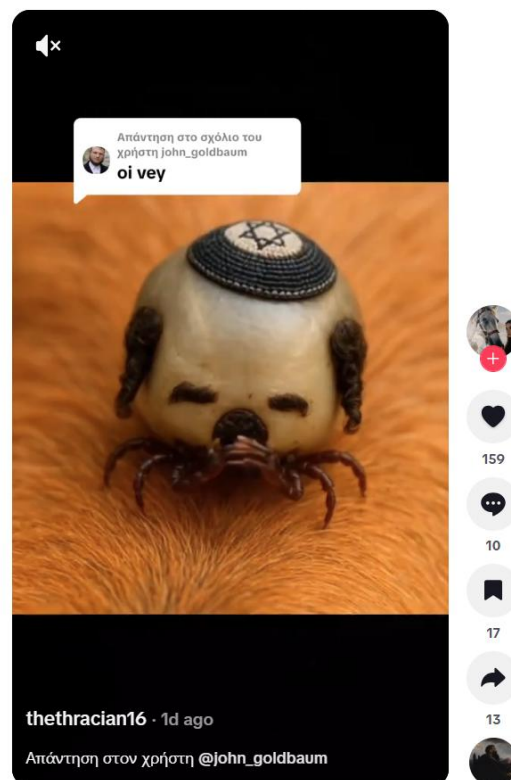 Απάντηση στο σχόλιο του
χρήστη john_goldbaum
oi vey
159
10
17
13
thethracian16 · 1d ago
Απάντηση στον χρήστη @john_goldbaum